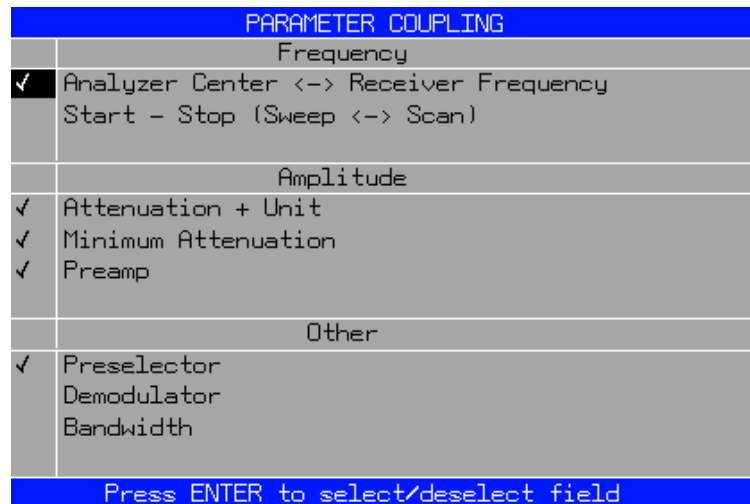 PARAMETER COUPLING
Frequency
✓ Analyzer Center <-> Receiver Frequency
Start - Stop (Sweep <-> Scan)
Amplitude
✓ Attenuation + Unit
✓ Minimum Attenuation
✓ Preamp
Other
✓ Preselector
Demodulator
Bandwidth
Press ENTER to select/deselect field